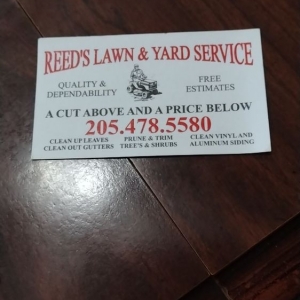 REED'S LAWN & YARD SERVICE
QUALITY & DEPENDABILITY
FREE ESTIMATES
A CUT ABOVE AND A PRICE BELOW
205.478.5580
CLEAN UP LEAVES
CLEAN OUT GUTTERS
PRUNE & TRIM
TREE'S & SHRUBS
CLEAN VINYL AND
ALUMINUM SIDING